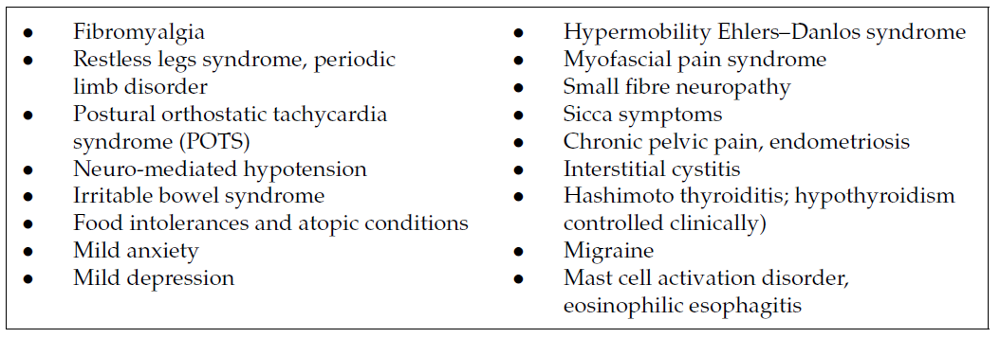 ● Fibromyalgia
● Restless legs syndrome, periodic
limb disorder
● Postural orthostatic tachycardia
syndrome (POTS)
● Neuro-mediated hypotension
● Irritable bowel syndrome
● Food intolerances and atopic conditions
● Mild anxiety
● Mild depression
● Hypermobility Ehlers–Danlos syndrome
● Myofascial pain syndrome
● Small fibre neuropathy
● Sicca symptoms
● Chronic pelvic pain, endometriosis
● Interstitial cystitis
● Hashimoto thyroiditis; hypothyroidism
controlled clinically)
● Migraine
● Mast cell activation disorder,
eosinophilic esophagitis